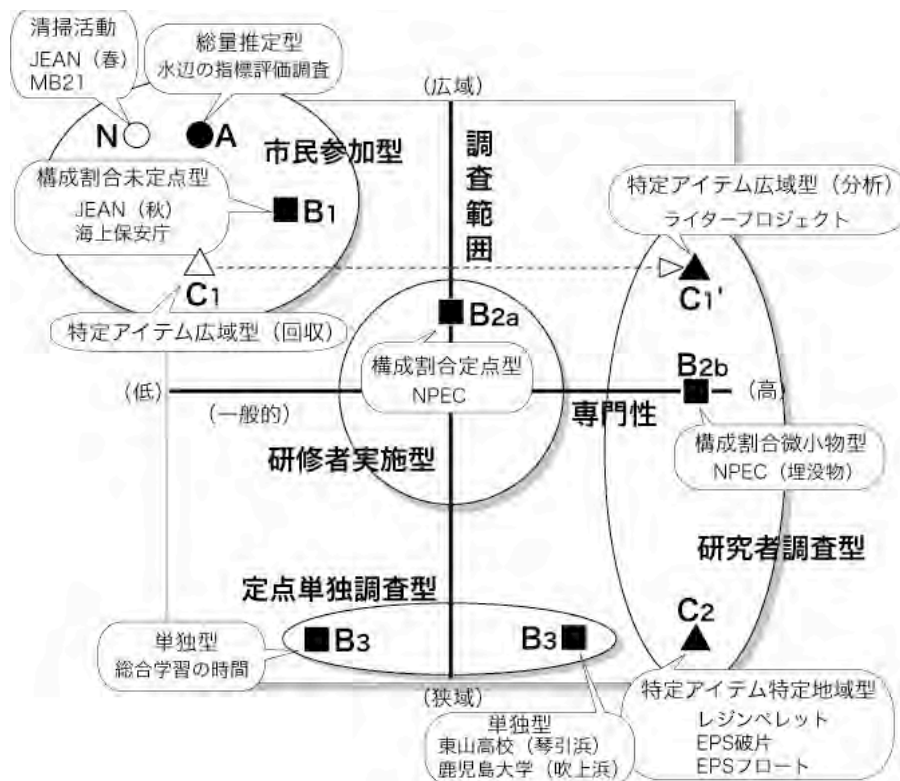 清掃活動
JEAN（春）
MB21
総量推定型
水辺の指標評価調査
（広域）
N
A
市民参加型
調査範囲
構成割合未定点型
JEAN（秋）
海上保安庁
B1
特定アイテム広域型（分析）
ライタープロジェクト
C1
C1'
特定アイテム広域型（回収）
B2a
構成割合定点型
NPEC
B2b
（低）
（高）
（一般的）
専門性
構成割合微小物型
NPEC（埋没物）
研修者実施型
研究者調査型
定点単独調査型
C2
単独型
総合学習の時間
B3
B3
（狭域）
特定アイテム特定地域型
レジンペレット
EPS破片
EPSフロート
単独型
東山高校（琴引浜）
鹿児島大学（吹上浜）